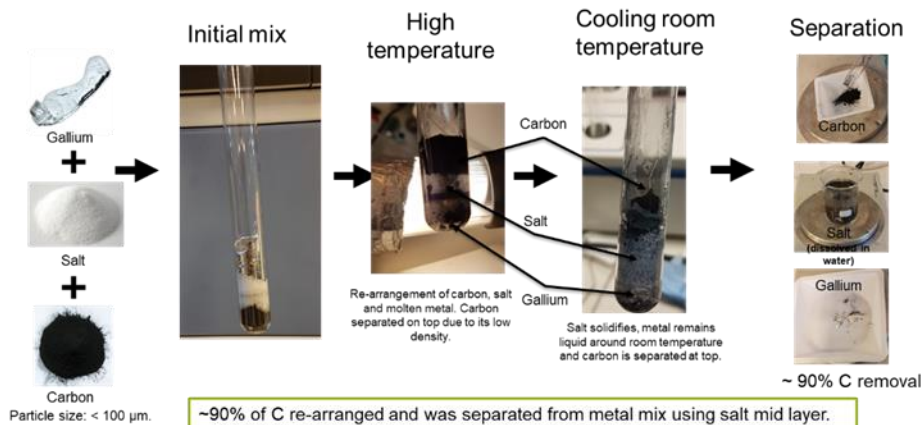 Initial mix
High
temperature
Cooling room
temperature
Separation
Gallium
+
Salt
+
Carbon
Particle size: < 100 μm.
Carbon
Salt
Gallium
Re-arrangement of carbon, salt
and molten metal. Carbon
separated on top due to its low
density.
Salt solidifies, metal remains
liquid around room temperature
and carbon is separated at top.
Carbon
Salt
(dissolved in
water)
Gallium
~ 90% C removal
~90% of C re-arranged and was separated from metal mix using salt mid layer.